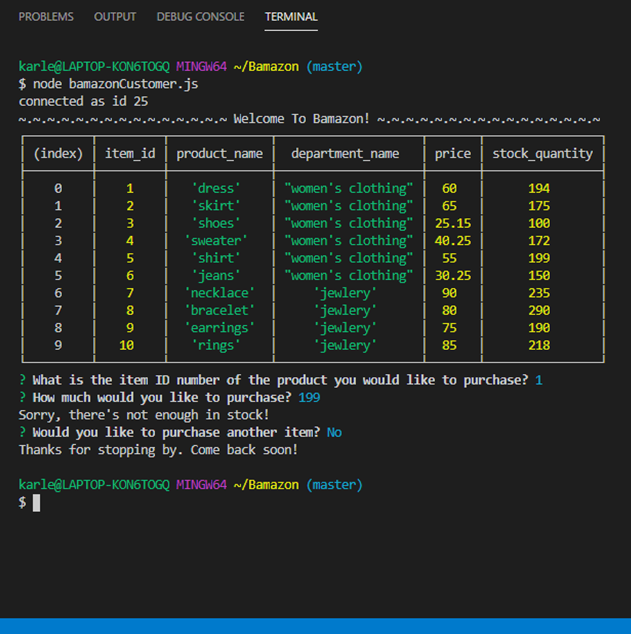 PROBLEMS OUTPUT DEBUG CONSOLE TERMINAL
karle@LAPTOP-KON6TOGQ MINGW64 ~/Bamazon (master)
$ node bamazonCustomer.js
connected as id 25
~.~.~.~.~.~.~.~.~.~.~.~.~.~.~ Welcome To Bamazon! ~.~.~.~.~.~.~.~.~.~.~.~.~.~.~.~
(index) item_id product_name department_name price stock_quantity
0 1 'dress' "women's clothing" 60 194
1 2 'skirt' "women's clothing" 65 175
2 3 'shoes' "women's clothing" 25.15 100
3 4 'sweater' "women's clothing" 40.25 172
4 5 'shirt' "women's clothing" 55 199
5 6 'jeans' "women's clothing" 30.25 150
6 7 'necklace' 'jewlery' 90 235
7 8 'bracelet' 'jewlery' 80 290
8 9 'earrings' 'jewlery' 75 190
9 10 'rings' 'jewlery' 85 218
? What is the item ID number of the product you would like to purchase? 1
? How much would you like to purchase? 199
Sorry, there's not enough in stock!
? Would you like to purchase another item? No
Thanks for stopping by. Come back soon!
karle@LAPTOP-KON6TOGQ MINGW64 ~/Bamazon (master)
$